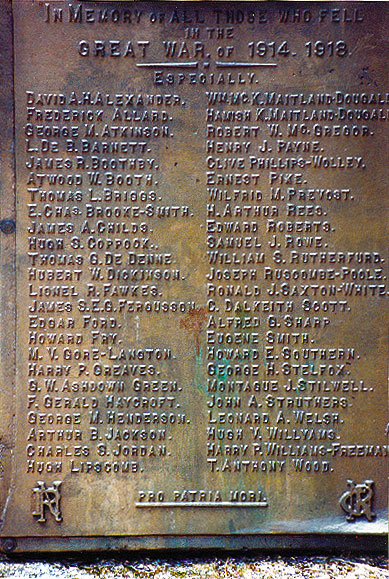 IN MEMORY OF ALL THOSE WHO FELL
IN THE
GREAT WAR. OF 1914. 1918.
ESPECIALLY.
DAVID A.H. ALEXANDER.
FREDERICK ALLARD.
GEORGE M. ATKINSON.
L. DE B. BARNETT.
JAMES R. BOOTHBY.
ATWOOD W. BOOTH.
THOMAS L. BRIGGS.
E. CHAS. BROOKE-SMITH.
JAMES A. CHILDS.
HUGH S. COPPOCK.
THOMAS G. DE DENNE.
HUBERT W. DICKINSON.
LIONEL R. FAWKES.
JAMES S.E.G. FERGUSSON.
EDGAR FORD.
HOWARD FRY.
M. V. GORE-LANGTON.
HARRY P. GREAVES.
G. W. ASHDOWN GREEN.
F. GERALD HAYCROFT.
GEORGE M. HENDERSON.
ARTHUR B. JACKSON.
CHARLES S. JORDAN.
HUGH LIPSCOMB.
WM. MCK. MAITLAND-DOUGALL
HAMISH K. MAITLAND-DOUGALL
ROBERT W. MCGREGOR.
HENRY J. PAYNE.
CLIVE PHILLIPS-WOLLEY.
ERNEST PIKE.
WILFRID M. PREVOST.
H. ARTHUR REES.
EDWARD ROBERTS.
SAMUEL J. ROWE.
WILLIAM S. RUTHERFURD.
JOSEPH RUSCOMBE-POOLE.
RONALD J. SAXTON-WHITE.
C. DALKEITH SCOTT.
ALFRED G. SHARP
EUGENE SMITH.
HOWARD E. SOUTHERN.
GEORGE H. STELFOX.
MONTAGUE J. STILWELL.
JOHN A. STRUTHERS.
LEONARD A. WELSH.
HUGH V. WILLYAMS.
HARRY P. WILLIAMS-FREEMAN
T. ANTHONY WOOD.
PRO PATRIA MORI.